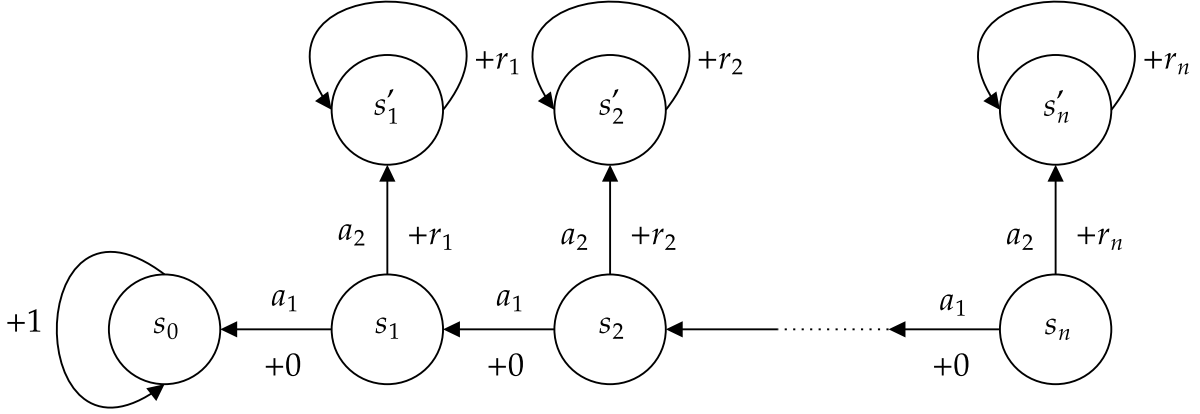 +r₁ +r₂ +rₙ
s′₁ s′₂ s′ₙ
a₂ +r₁ a₂ +r₂ a₂ +rₙ
a₁ a₁ a₁
+1 s₀ s₁ s₂ sₙ
+0 +0 +0